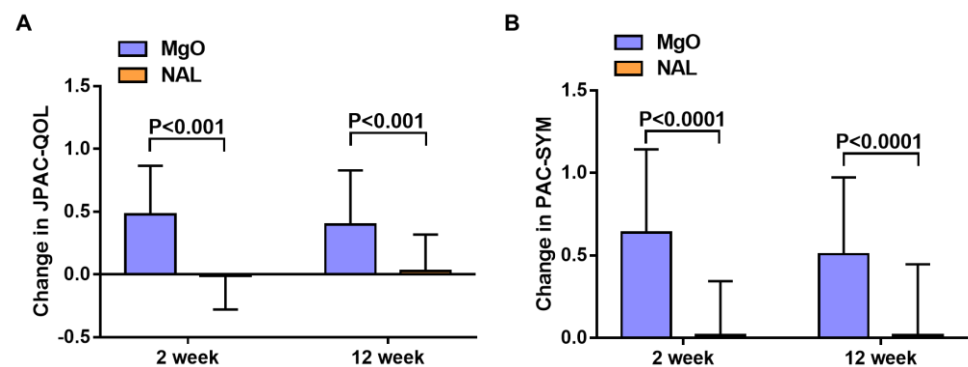 A
MgO
NAL
Change in JPAC-QOL
1.5
1.0
0.5
0.0
-0.5
P<0.001
P<0.001
2 week
12 week
B
MgO
NAL
Change in PAC-SYM
1.5
1.0
0.5
0.0
P<0.0001
P<0.0001
2 week
12 week